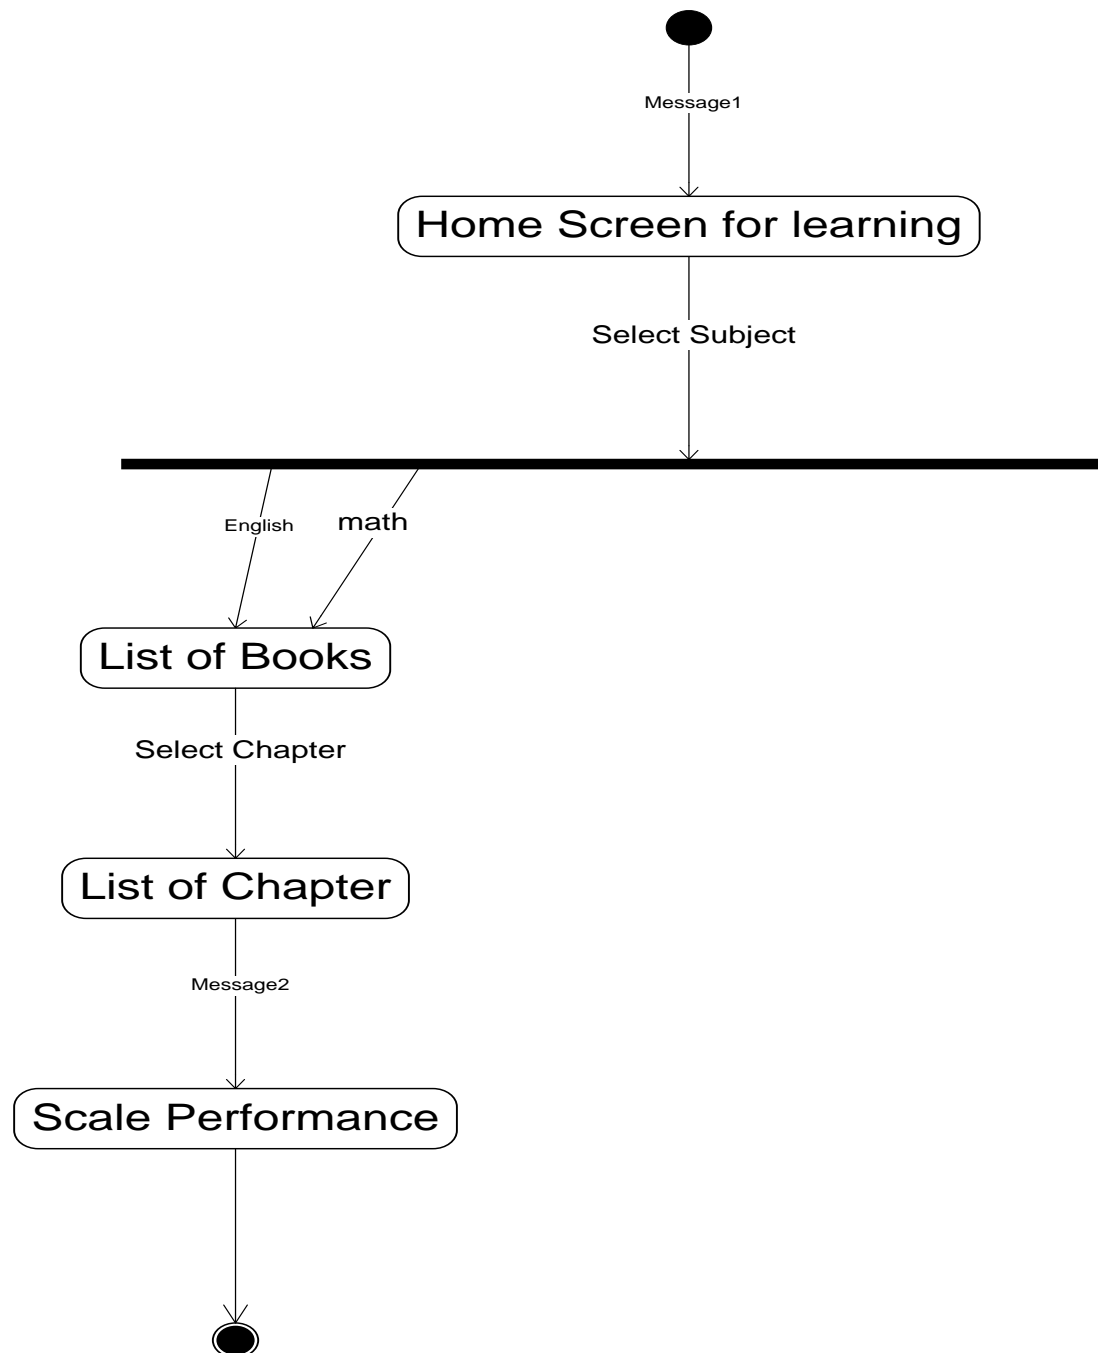 Message1
Home Screen for learning
Select Subject
English
math
List of Books
Select Chapter
List of Chapter
Message2
Scale Performance